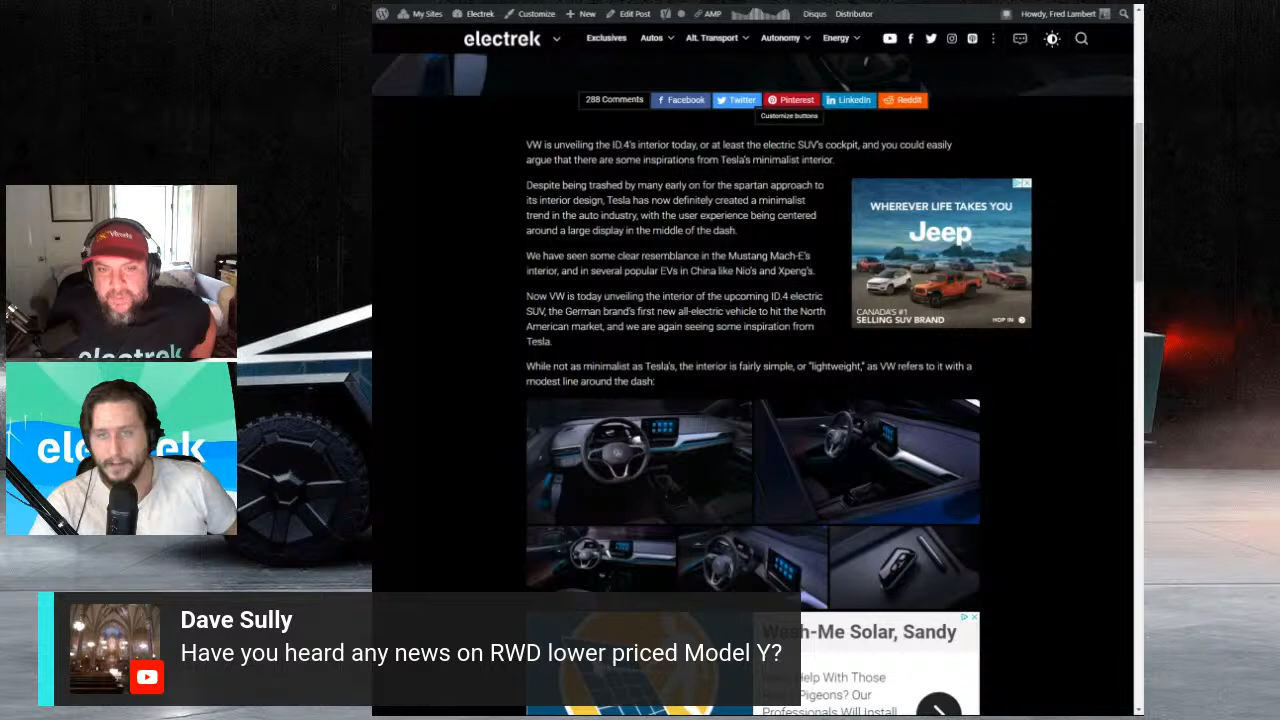 My Sites
Electrek
Customize
New
Edit Post
AMP
Disqus
Distributor
Howdy, Fred Lambert
electrek
Exclusives
Autos
Alt. Transport
Autonomy
Energy
288 Comments
Facebook
Twitter
Pinterest
LinkedIn
Reddit
Customize buttons
VW is unveiling the ID.4's interior today, or at least the electric SUV's cockpit, and you could easily
argue that there are some inspirations from Tesla's minimalist interior.
Despite being trashed by many early on for the spartan approach to
its interior design, Tesla has now definitely created a minimalist
trend in the auto industry, with the user experience being centered
around a large display in the middle of the dash.
We have seen some clear resemblance in the Mustang Mach-E's
interior, and in several popular EVs in China like Nio's and Xpeng's.
Now VW is today unveiling the interior of the upcoming ID.4 electric
SUV, the German brand's first new all-electric vehicle to hit the North
American market, and we are again seeing some inspiration from
Tesla.
While not as minimalist as Tesla's, the interior is fairly simple, or "lightweight," as VW refers to it with a
modest line around the dash:
WHEREVER LIFE TAKES YOU
Jeep
CANADA'S #1
SELLING SUV BRAND
HOP IN
electrek
Dave Sully
Have you heard any news on RWD lower priced Model Y?
Solar, Sandy
Help With Those
Pigeons? Our
Professionals Will Install